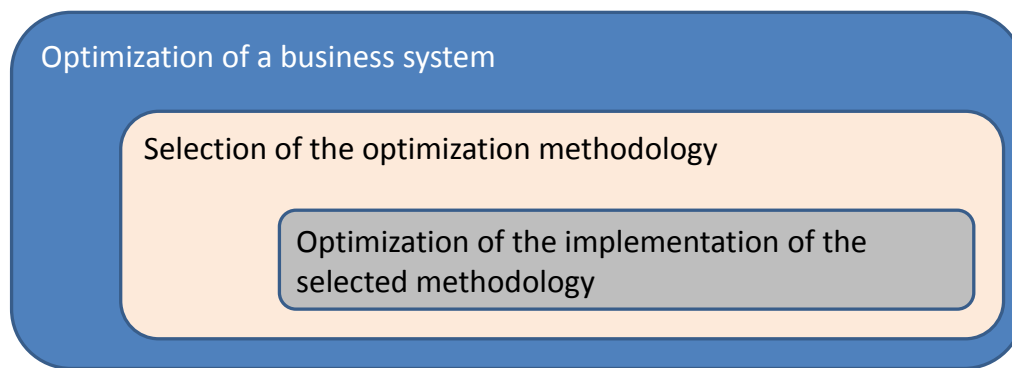 Optimization of a business system
Selection of the optimization methodology
Optimization of the implementation of the
selected methodology